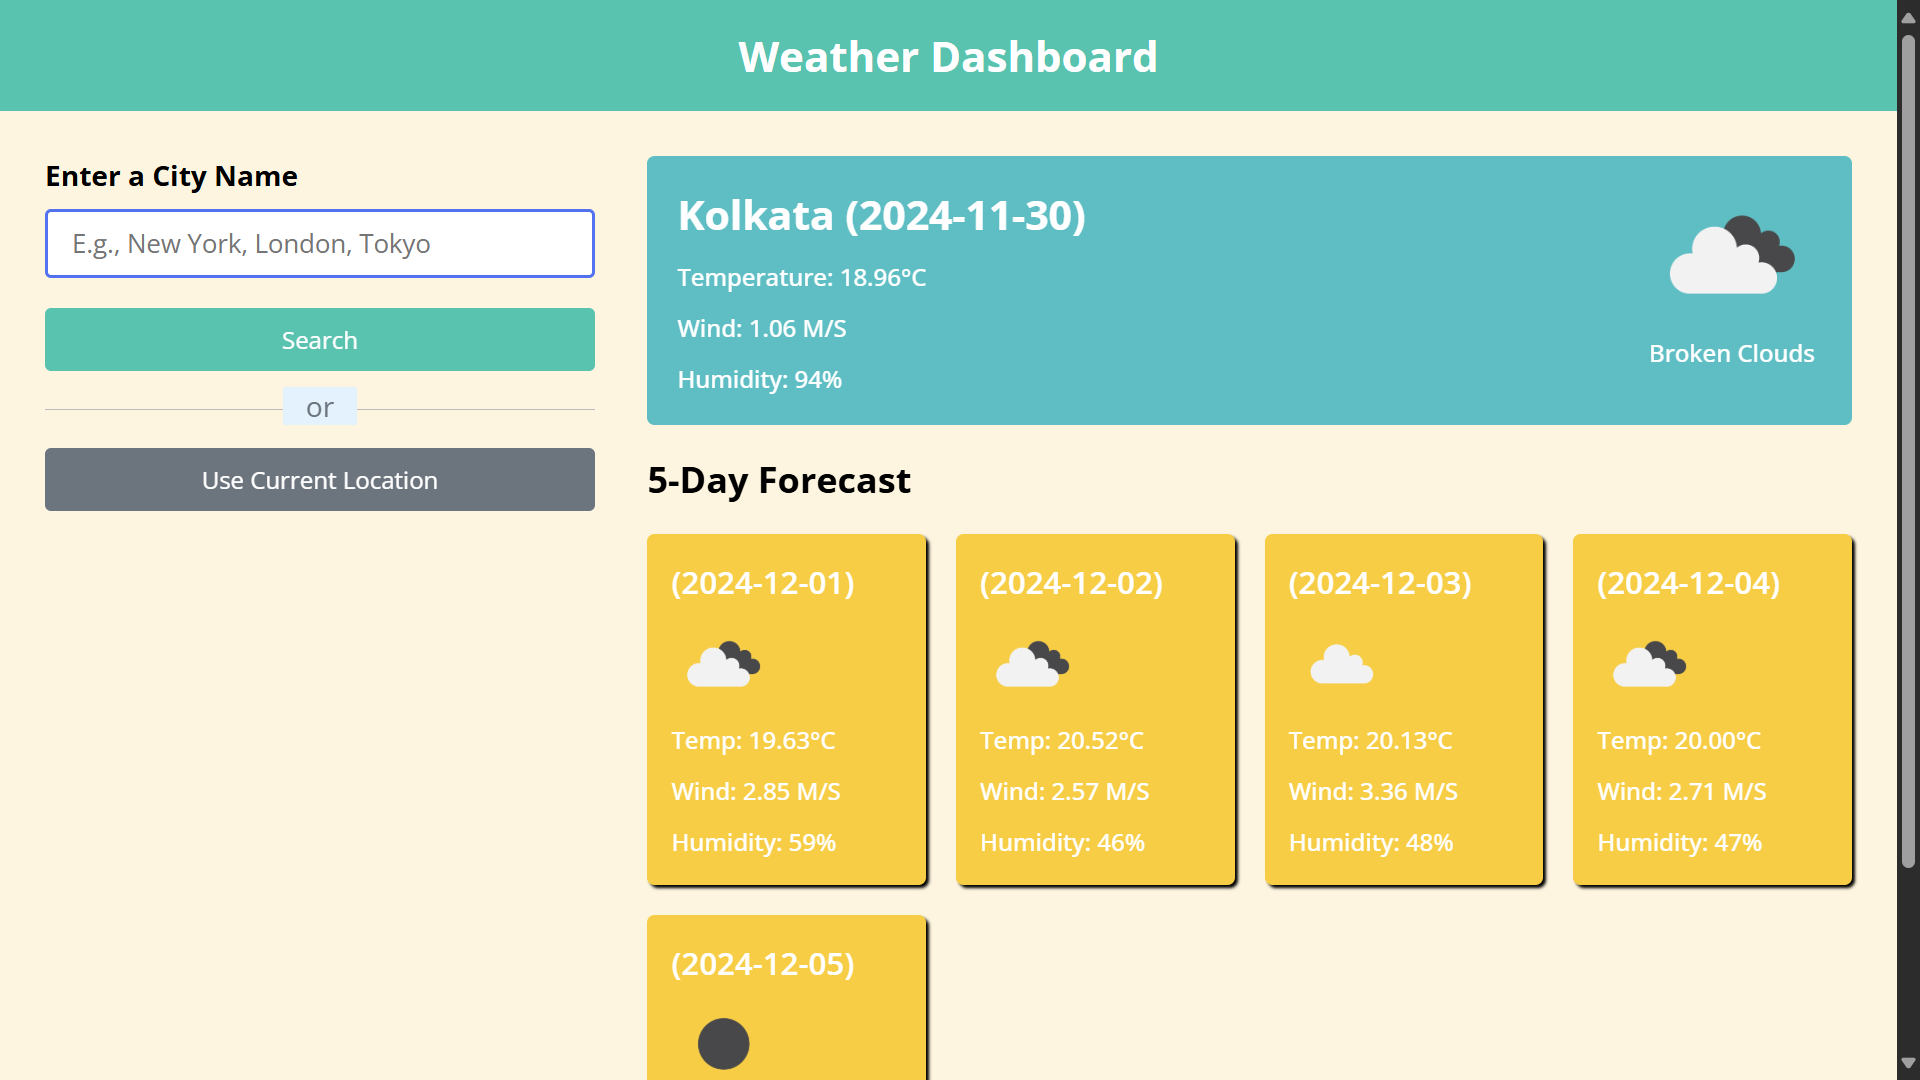 Weather Dashboard
Enter a City Name
E.g., New York, London, Tokyo
Search
or
Use Current Location
Kolkata (2024-11-30)
Temperature: 18.96°C
Wind: 1.06 M/S
Humidity: 94%
Broken Clouds
5-Day Forecast
(2024-12-01)
Temp: 19.63°C
Wind: 2.85 M/S
Humidity: 59%
(2024-12-02)
Temp: 20.52°C
Wind: 2.57 M/S
Humidity: 46%
(2024-12-03)
Temp: 20.13°C
Wind: 3.36 M/S
Humidity: 48%
(2024-12-04)
Temp: 20.00°C
Wind: 2.71 M/S
Humidity: 47%
(2024-12-05)